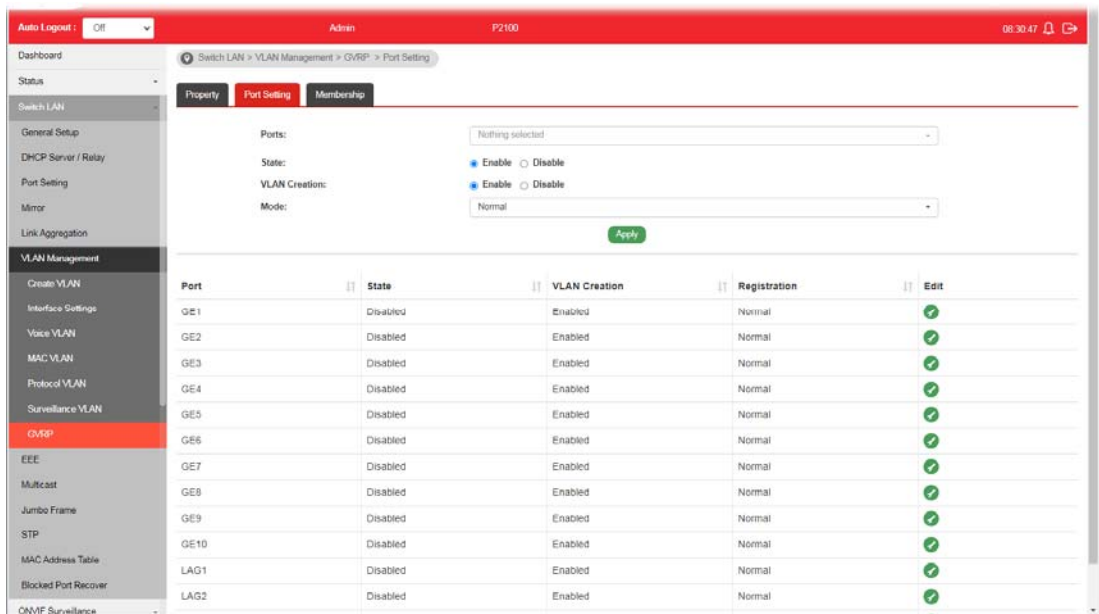 Auto Logout : Off Admin P2100 08:30:47
Dashboard
Status
Switch LAN
General Setup
DHCP Server / Relay
Port Setting
Mirror
Link Aggregation
VLAN Management
Create VLAN
Interface Settings
Voice VLAN
MAC VLAN
Protocol VLAN
Surveillance VLAN
GVRP
EEE
Multicast
Jumbo Frame
STP
MAC Address Table
Blocked Port Recover
ONVIF Surveillance
Switch LAN > VLAN Management > GVRP > Port Setting
Property Port Setting Membership
Ports: Nothing selected
State: Enable Disable
VLAN Creation: Enable Disable
Mode: Normal
Apply
Port State VLAN Creation Registration Edit
GE1 Disabled Enabled Normal
GE2 Disabled Enabled Normal
GE3 Disabled Enabled Normal
GE4 Disabled Enabled Normal
GE5 Disabled Enabled Normal
GE6 Disabled Enabled Normal
GE7 Disabled Enabled Normal
GE8 Disabled Enabled Normal
GE9 Disabled Enabled Normal
GE10 Disabled Enabled Normal
LAG1 Disabled Enabled Normal
LAG2 Disabled Enabled Normal